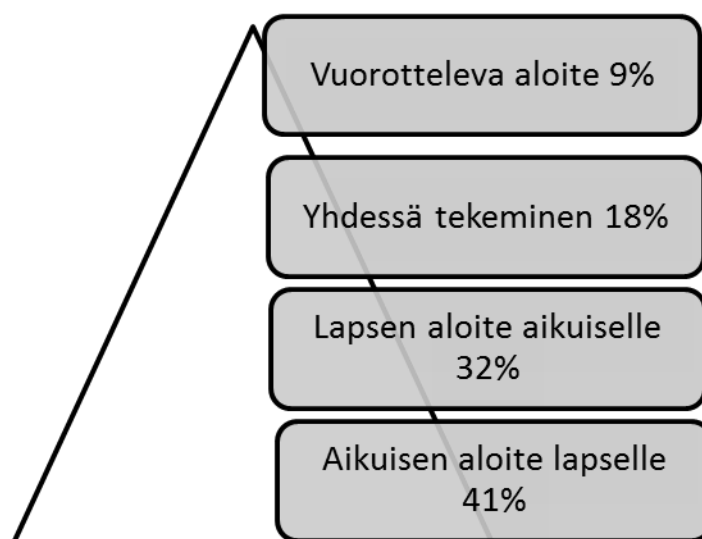 Vuorotteleva aloite 9%
Yhdessä tekeminen 18%
Lapsen aloite aikuiselle
32%
Aikuisen aloite lapselle
41%